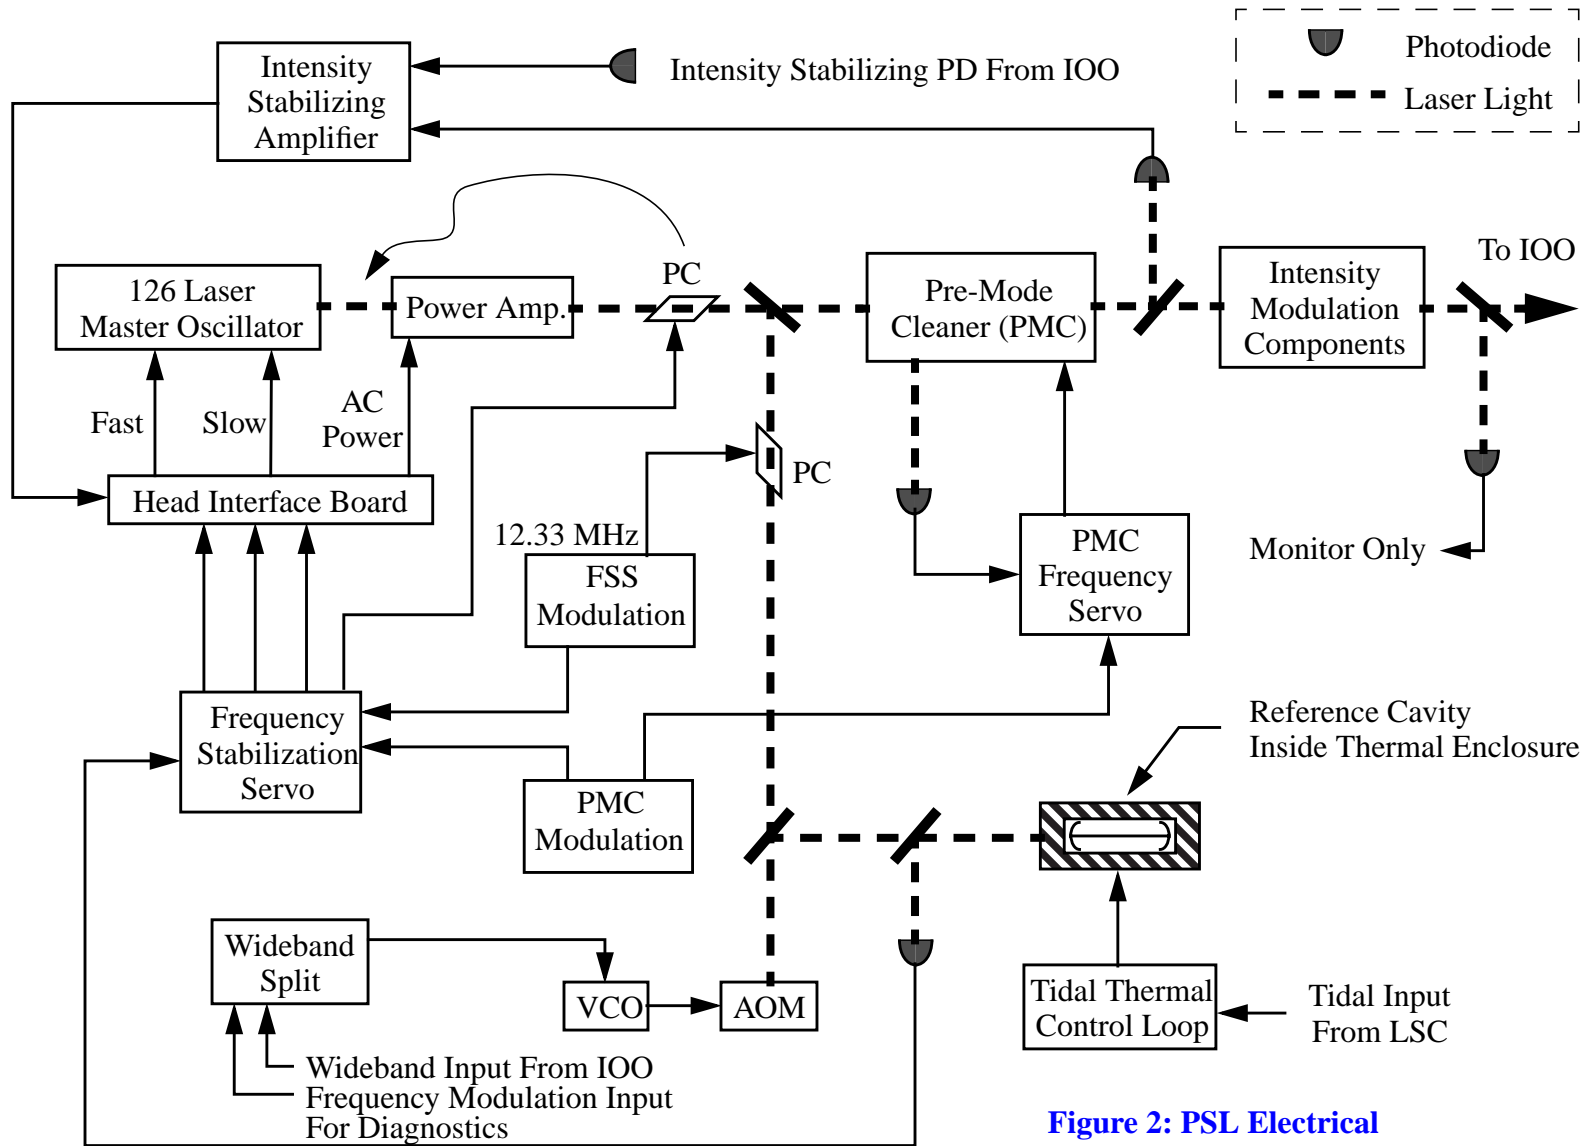 Intensity
Stabilizing
Amplifier
Intensity Stabilizing PD From IOO
Photodiode
Laser Light
126 Laser
Master Oscillator
Power Amp.
PC
Pre-Mode
Cleaner (PMC)
Intensity
Modulation
Components
To IOO
Fast
Slow
AC
Power
Head Interface Board
PC
12.33 MHz
FSS
Modulation
PMC
Frequency
Servo
Monitor Only
Frequency
Stabilization
Servo
PMC
Modulation
Reference Cavity
Inside Thermal Enclosure
Wideband
Split
VCO
AOM
Tidal Thermal
Control Loop
Tidal Input
From LSC
Wideband Input From IOO
Frequency Modulation Input
For Diagnostics
Figure 2: PSL Electrical